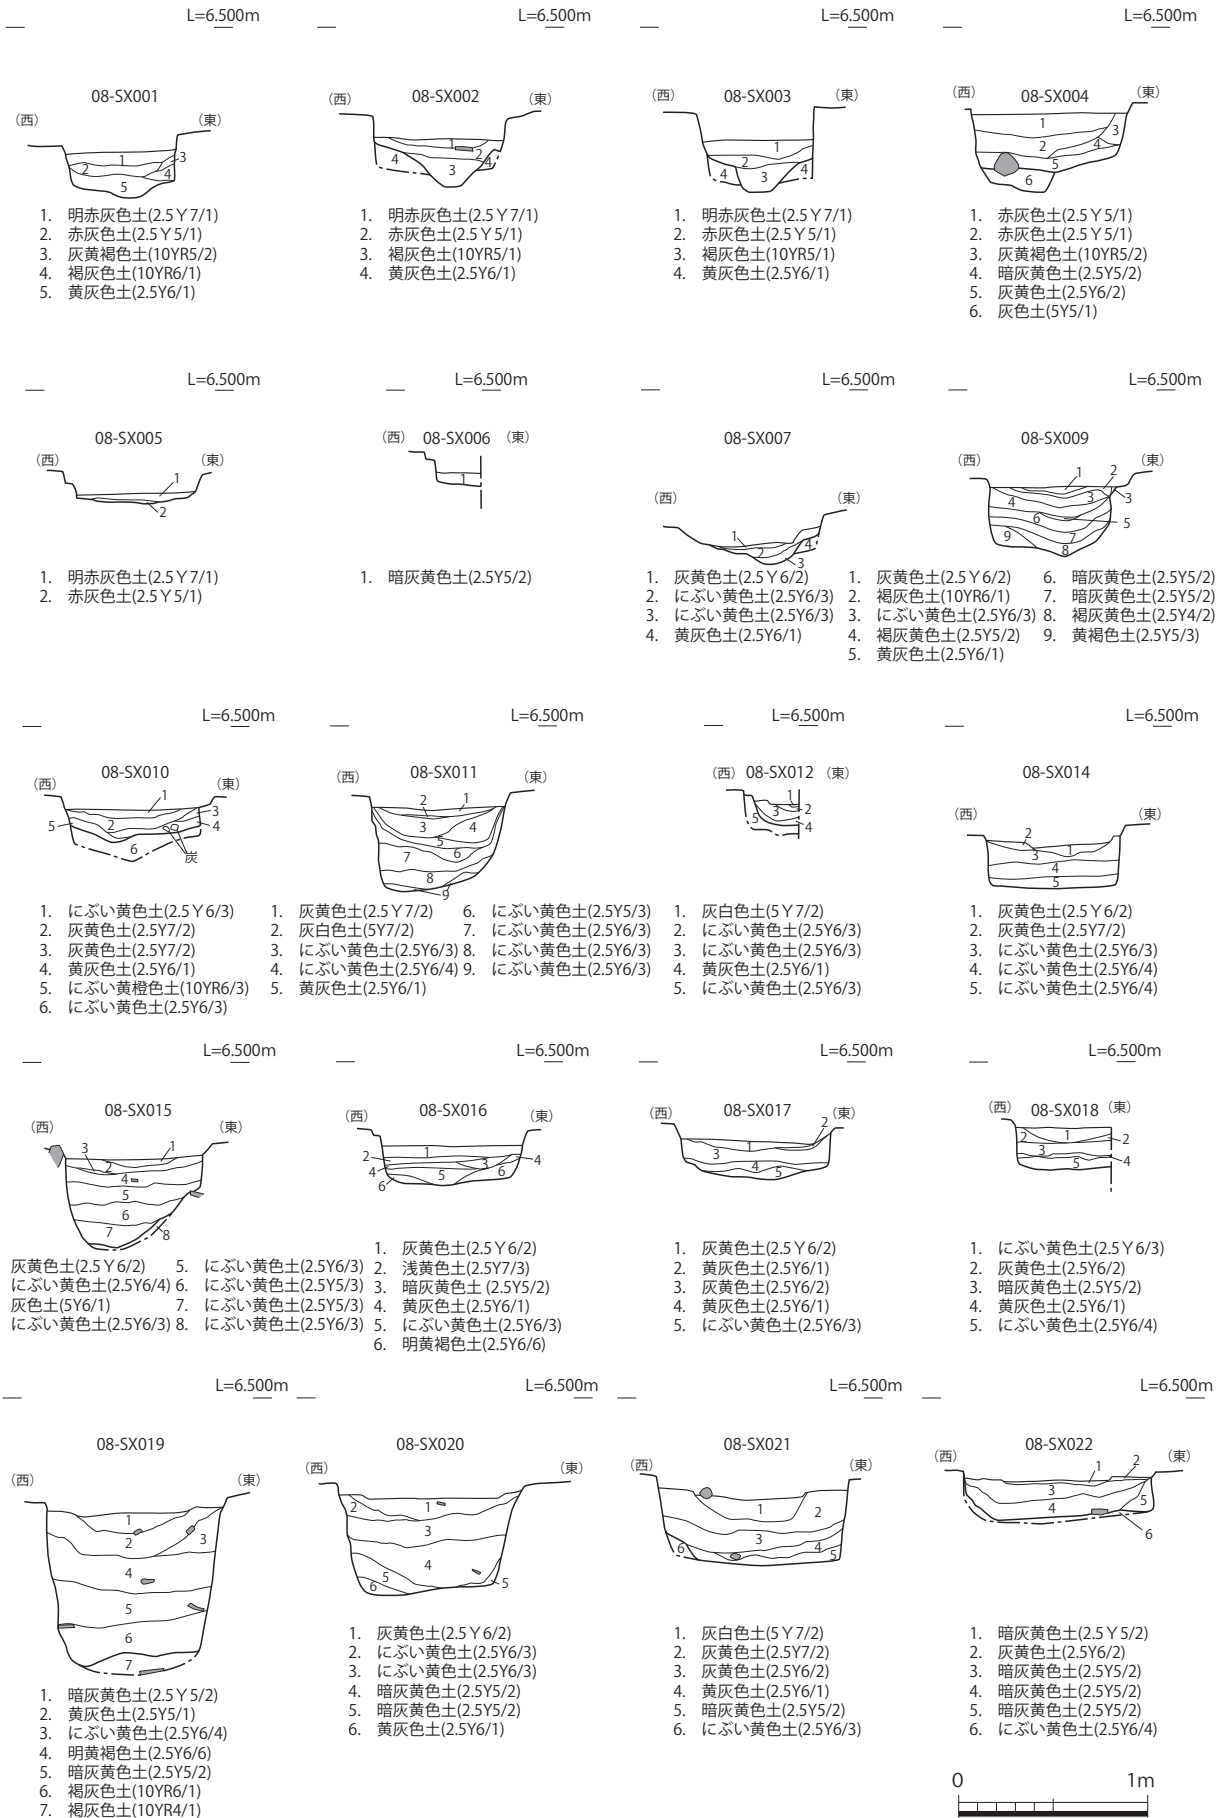 L=6.500m L=6.500m L=6.500m L=6.500m
08-SX001
(西) (東)
1 2 3 4 5
1. 明赤灰色土(2.5 Y 7/1)
2. 赤灰色土(2.5 Y 5/1)
3. 灰黄褐色土(10YR5/2)
4. 褐灰色土(10YR6/1)
5. 黄灰色土(2.5Y6/1)
08-SX002
(西) (東)
1 2 3 4 4
1. 明赤灰色土(2.5 Y 7/1)
2. 赤灰色土(2.5 Y 5/1)
3. 褐灰色土(10YR5/1)
4. 黄灰色土(2.5Y6/1)
08-SX003
(西) (東)
1 2 3 4 4
1. 明赤灰色土(2.5 Y 7/1)
2. 赤灰色土(2.5 Y 5/1)
3. 褐灰色土(10YR5/1)
4. 黄灰色土(2.5Y6/1)
08-SX004
(西) (東)
1 2 3 4 5 6
1. 赤灰色土(2.5 Y 5/1)
2. 赤灰色土(2.5 Y 5/1)
3. 灰黄褐色土(10YR5/2)
4. 暗灰黄色土(2.5Y5/2)
5. 灰黄色土(2.5Y6/2)
6. 灰色土(5Y5/1)
L=6.500m L=6.500m L=6.500m L=6.500m
08-SX005
(西) (東)
1 2
1. 明赤灰色土(2.5 Y 7/1)
2. 赤灰色土(2.5 Y 5/1)
08-SX006
(西) (東)
1
1. 暗灰黄色土(2.5Y5/2)
08-SX007
(西) (東)
1 2 3 4
1. 灰黄色土(2.5 Y 6/2)
2. にぶい黄色土(2.5Y6/3)
3. にぶい黄色土(2.5Y6/3)
4. 黄灰色土(2.5Y6/1)
08-SX009
(西) (東)
1 2 3 3 4 5 6 7 8 9
1. 灰黄色土(2.5 Y 6/2)
2. 褐灰色土(10YR6/1)
3. にぶい黄色土(2.5Y6/3)
4. 褐灰黄色土(2.5Y5/2)
5. 黄灰色土(2.5Y6/1)
6. 暗灰黄色土(2.5Y5/2)
7. 暗灰黄色土(2.5Y5/2)
8. 褐灰黄色土(2.5Y4/2)
9. 黄褐色土(2.5Y5/3)
L=6.500m L=6.500m L=6.500m L=6.500m
08-SX010
(西) (東)
1 2 3 4 5 6
炭
1. にぶい黄色土(2.5 Y 6/3)
2. 灰黄色土(2.5Y7/2)
3. 灰黄色土(2.5Y7/2)
4. 黄灰色土(2.5Y6/1)
5. にぶい黄橙色土(10YR6/3)
6. にぶい黄色土(2.5Y6/3)
08-SX011
(西) (東)
1 2 3 4 5 6 7 8 9
1. 灰黄色土(2.5 Y 7/2)
2. 灰白色土(5Y7/2)
3. にぶい黄色土(2.5Y6/3)
4. にぶい黄色土(2.5Y6/4)
5. 黄灰色土(2.5Y6/1)
6. にぶい黄色土(2.5Y5/3)
7. にぶい黄色土(2.5Y6/3)
8. にぶい黄色土(2.5Y6/3)
9. にぶい黄色土(2.5Y6/3)
08-SX012
(西) (東)
1 2 3 4 5
1. 灰白色土(5 Y 7/2)
2. にぶい黄色土(2.5Y6/3)
3. にぶい黄色土(2.5Y6/3)
4. 黄灰色土(2.5Y6/1)
5. にぶい黄色土(2.5Y6/3)
08-SX014
(西) (東)
1 2 3 4 5
1. 灰黄色土(2.5 Y 6/2)
2. 灰黄色土(2.5Y7/2)
3. にぶい黄色土(2.5Y6/3)
4. にぶい黄色土(2.5Y6/4)
5. にぶい黄色土(2.5Y6/4)
L=6.500m L=6.500m L=6.500m L=6.500m
08-SX015
(西) (東)
1 2 3 4 5 6 7 8
灰黄色土(2.5 Y 6/2)
にぶい黄色土(2.5Y6/4)
灰色土(5Y6/1)
にぶい黄色土(2.5Y6/3)
5. にぶい黄色土(2.5Y6/3)
6. にぶい黄色土(2.5Y5/3)
7. にぶい黄色土(2.5Y5/3)
8. にぶい黄色土(2.5Y6/3)
08-SX016
(西) (東)
1 2 3 4 4 5 6 6
1. 灰黄色土(2.5 Y 6/2)
2. 浅黄色土(2.5Y7/3)
3. 暗灰黄色土 (2.5Y5/2)
4. 黄灰色土(2.5Y6/1)
5. にぶい黄色土(2.5Y6/3)
6. 明黄褐色土(2.5Y6/6)
08-SX017
(西) (東)
1 2 3 4 5
1. 灰黄色土(2.5 Y 6/2)
2. 黄灰色土(2.5Y6/1)
3. 灰黄色土(2.5Y6/2)
4. 黄灰色土(2.5Y6/1)
5. にぶい黄色土(2.5Y6/3)
08-SX018
(西) (東)
1 2 2 3 4 5
1. にぶい黄色土(2.5 Y 6/3)
2. 灰黄色土(2.5Y6/2)
3. 暗灰黄色土(2.5Y5/2)
4. 黄灰色土(2.5Y6/1)
5. にぶい黄色土(2.5Y6/4)
L=6.500m L=6.500m L=6.500m L=6.500m
08-SX019
(西) (東)
1 2 3 4 5 6 7
1. 暗灰黄色土(2.5 Y 5/2)
2. 黄灰色土(2.5Y5/1)
3. にぶい黄色土(2.5Y6/4)
4. 明黄褐色土(2.5Y6/6)
5. 暗灰黄色土(2.5Y5/2)
6. 褐灰色土(10YR6/1)
7. 褐灰色土(10YR4/1)
08-SX020
(西) (東)
1 2 3 4 5 5 6
1. 灰黄色土(2.5 Y 6/2)
2. にぶい黄色土(2.5Y6/3)
3. にぶい黄色土(2.5Y6/3)
4. 暗灰黄色土(2.5Y5/2)
5. 暗灰黄色土(2.5Y5/2)
6. 黄灰色土(2.5Y6/1)
08-SX021
(西) (東)
1 2 3 4 5 6
1. 灰白色土(5 Y 7/2)
2. 灰黄色土(2.5Y7/2)
3. 灰黄色土(2.5Y6/2)
4. 黄灰色土(2.5Y6/1)
5. 暗灰黄色土(2.5Y5/2)
6. にぶい黄色土(2.5Y6/3)
08-SX022
(西) (東)
1 2 3 4 5 6
1. 暗灰黄色土(2.5 Y 5/2)
2. 灰黄色土(2.5Y6/2)
3. 暗灰黄色土(2.5Y5/2)
4. 暗灰黄色土(2.5Y5/2)
5. 暗灰黄色土(2.5Y5/2)
6. にぶい黄色土(2.5Y6/4)
0 1m